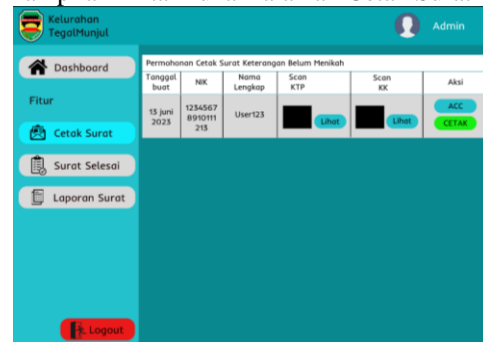 Kelurahan
TegalMunjul
Admin
Dashboard
Fitur
Cetak Surat
Surat Selesai
Laporan Surat
Logout
Permohonan Cetak Surat Keterangan Belum Menikah
Tanggal buat
NIK
Nama Lengkap
Scan KTP
Scan KK
Aksi
13 juni 2023
1234567
8910111
213
User123
Lihat
Lihat
ACC
CETAK